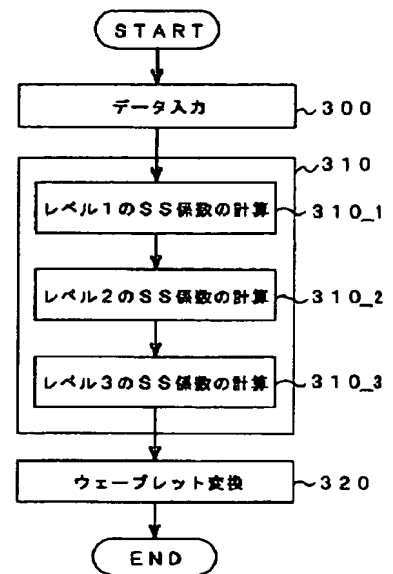 START
データ入力 300
310
レベル1のSS係数の計算 310_1
レベル2のSS係数の計算 310_2
レベル3のSS係数の計算 310_3
ウェーブレット変換 320
END